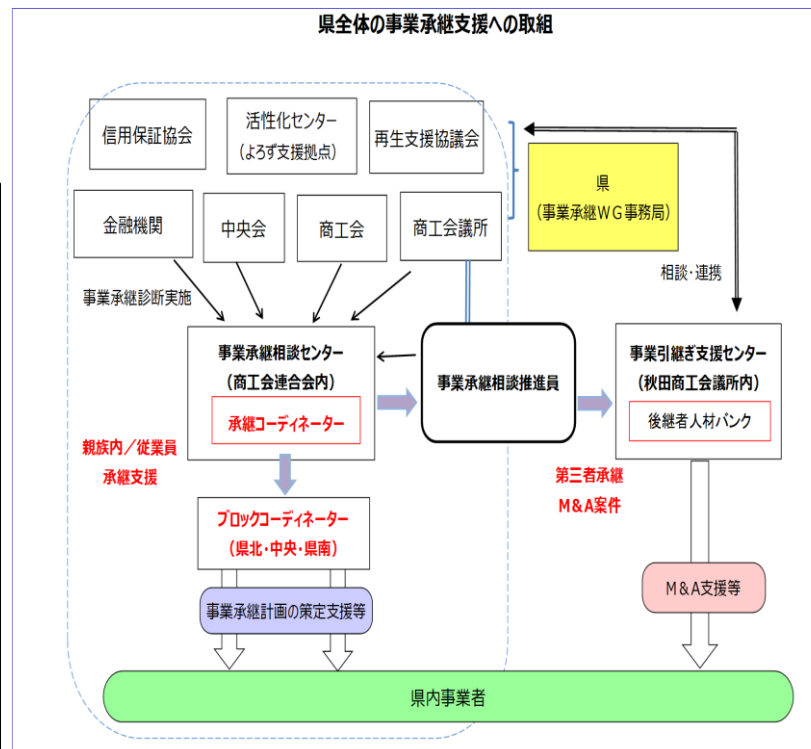 県全体の事業承継支援への取組
信用保証協会
活性化センター
（よろず支援拠点）
再生支援協議会
県
（事業承継ＷＧ事務局）
金融機関
中央会
商工会
商工会議所
相談・連携
事業承継診断実施
事業承継相談センター
（商工会連合会内）
承継コーディネーター
事業承継相談推進員
事業引継ぎ支援センター
（秋田商工会議所内）
後継者人材バンク
親族内／従業員
承継支援
第三者承継
Ｍ＆Ａ案件
ブロックコーディネーター
（県北・中央・県南）
事業承継計画の策定支援等
Ｍ＆Ａ支援等
県内事業者